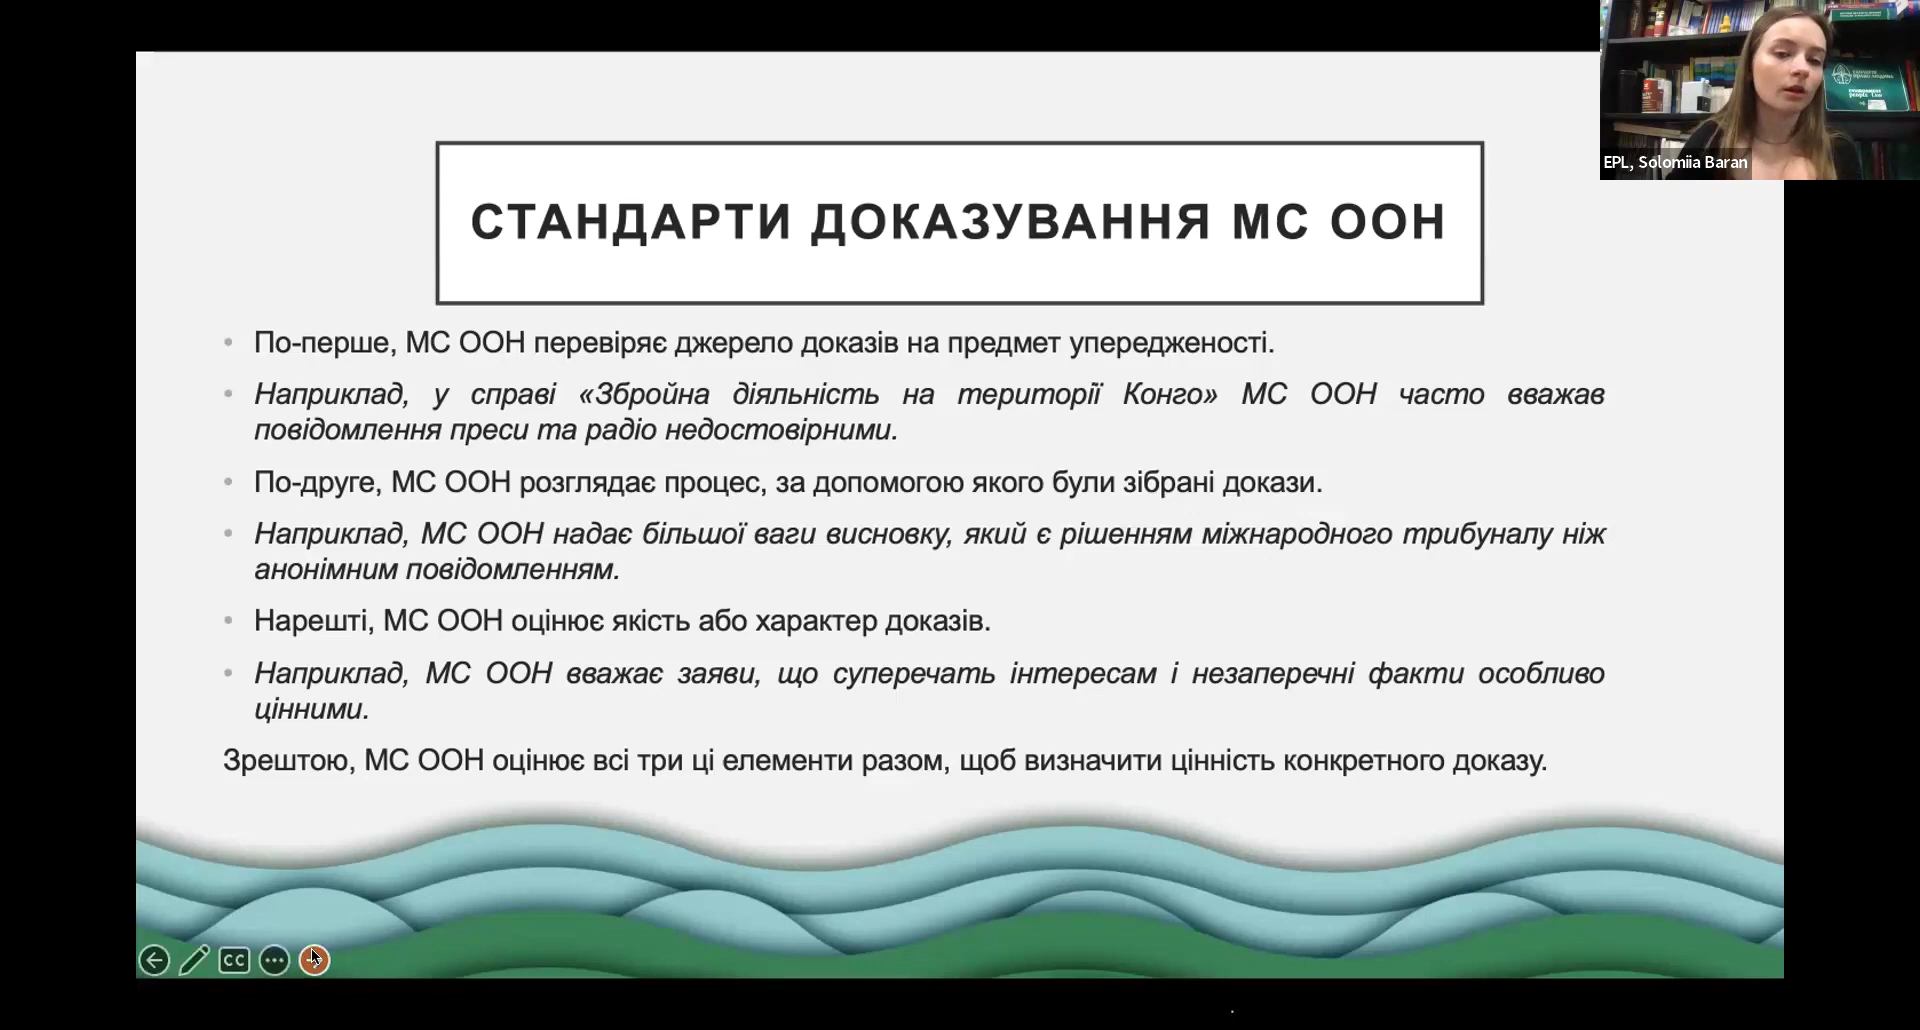 EPL, Solomiia Baran
СТАНДАРТИ ДОКАЗУВАННЯ МС ООН
• По-перше, МС ООН перевіряє джерело доказів на предмет упередженості.
• Наприклад, у справі «Збройна діяльність на території Конго» МС ООН часто вважав
повідомлення преси та радіо недостовірними.
• По-друге, МС ООН розглядає процес, за допомогою якого були зібрані докази.
• Наприклад, МС ООН надає більшої ваги висновку, який є рішенням міжнародного трибуналу ніж
анонімним повідомленням.
• Нарешті, МС ООН оцінює якість або характер доказів.
• Наприклад, МС ООН вважає заяви, що суперечать інтересам і незаперечні факти особливо
цінними.
Зрештою, МС ООН оцінює всі три ці елементи разом, щоб визначити цінність конкретного доказу.
CC